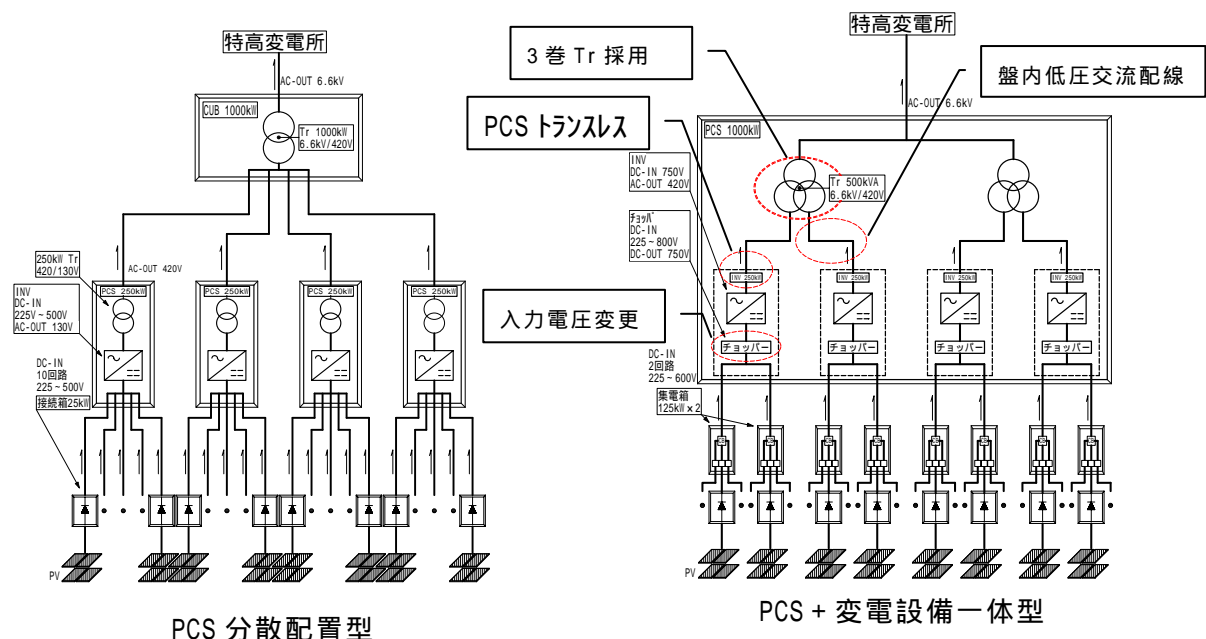 特高変電所
AC-OUT 6.6kV
CUB 1000kW
Tr 1000kW
6.6kV/420V
250kW Tr
420/130V
AC-OUT 420V
PCS 250kW
PCS 250kW
PCS 250kW
PCS 250kW
INV
DC-IN
225V~500V
AC-OUT 130V
DC-IN
10回路
225~500V
接続箱25kW
PV
PCS 分散配置型
特高変電所
3巻 Tr 採用
盤内低圧交流配線
AC-OUT 6.6kV
PCS トランスレス
PCS 1000kW
INV
DC-IN 750V
AC-OUT 420V
Tr 500kVA
6.6kV/420V
チョッパ
DC-IN
225~800V
DC-OUT 750V
INV 250kW
INV 250kW
INV 250kW
INV 250kW
入力電圧変更
チョッパー
チョッパー
チョッパー
チョッパー
DC-IN
2回路
225~600V
集電箱
125kW×2
PV
PCS + 変電設備一体型